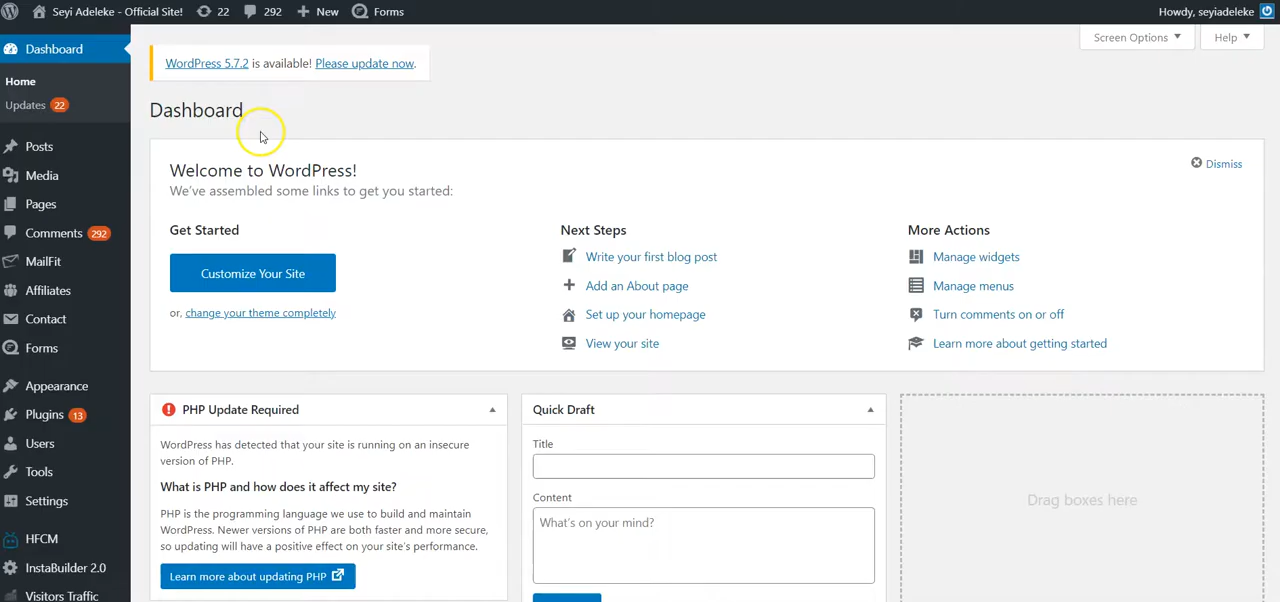 Seyi Adeleke - Official Site! 22 292 New Forms Howdy, seyiadeleke
Screen Options Help
Dashboard
Home
Updates 22
Posts
Media
Pages
Comments 292
MailFit
Affiliates
Contact
Forms
Appearance
Plugins 13
Users
Tools
Settings
HFCM
InstaBuilder 2.0
Visitors Traffic
WordPress 5.7.2 is available! Please update now.
Dashboard
Welcome to WordPress!
We've assembled some links to get you started:
Dismiss
Get Started
Customize Your Site
or, change your theme completely
Next Steps
Write your first blog post
Add an About page
Set up your homepage
View your site
More Actions
Manage widgets
Manage menus
Turn comments on or off
Learn more about getting started
PHP Update Required
WordPress has detected that your site is running on an insecure
version of PHP.
What is PHP and how does it affect my site?
PHP is the programming language we use to build and maintain
WordPress. Newer versions of PHP are both faster and more secure,
so updating will have a positive effect on your site's performance.
Learn more about updating PHP
Quick Draft
Title
Content
What's on your mind?
Drag boxes here